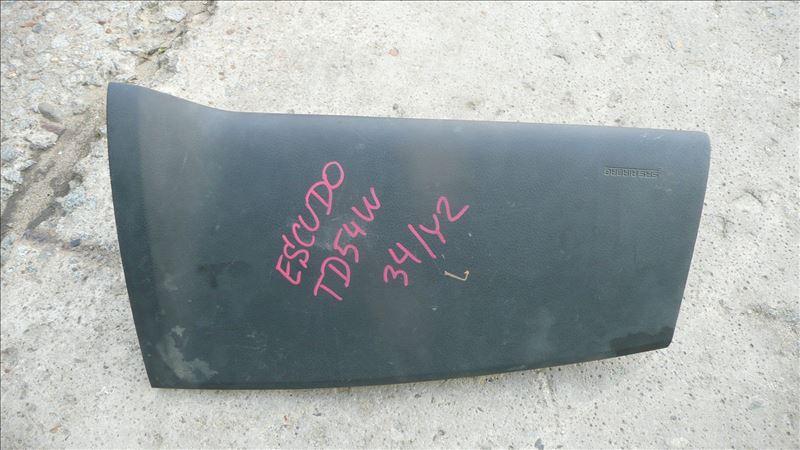 ESCUDO
TD54W
34/Y2
SRS AIRBAG